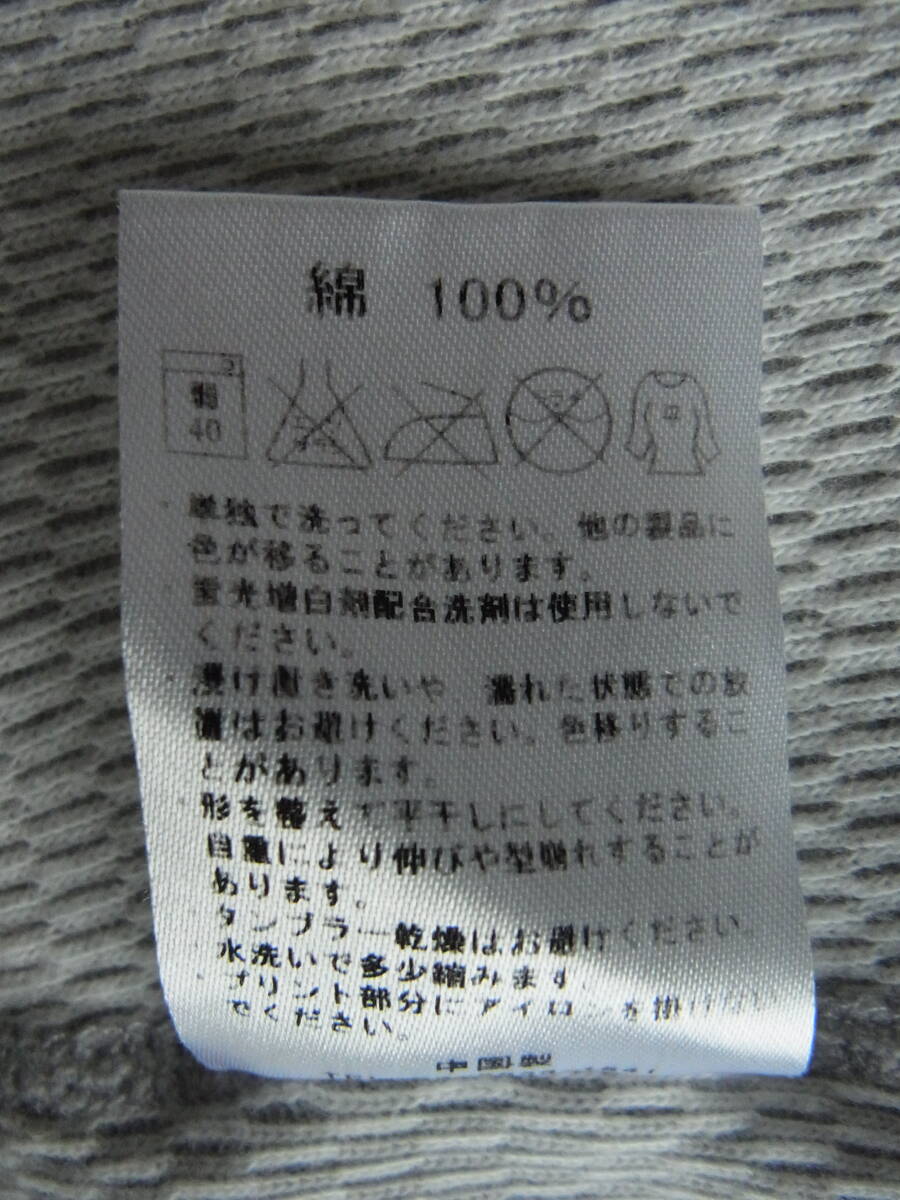 綿 100%
弱
40
・単独で洗ってください。他の製品に
色が移ることがあります。
・蛍光増白剤配合洗剤は使用しないで
ください。
・浸け置き洗いや 濡れた状態での放
置はお避けください。色移りするこ
とがあります。
・形を整えて平干しにしてください。
自重により伸びや型崩れすることが
あります。
・タンブラー乾燥はお避けください。
水洗いで多少縮みます。
・プリント部分にアイロンを掛けない
でください。
中国製